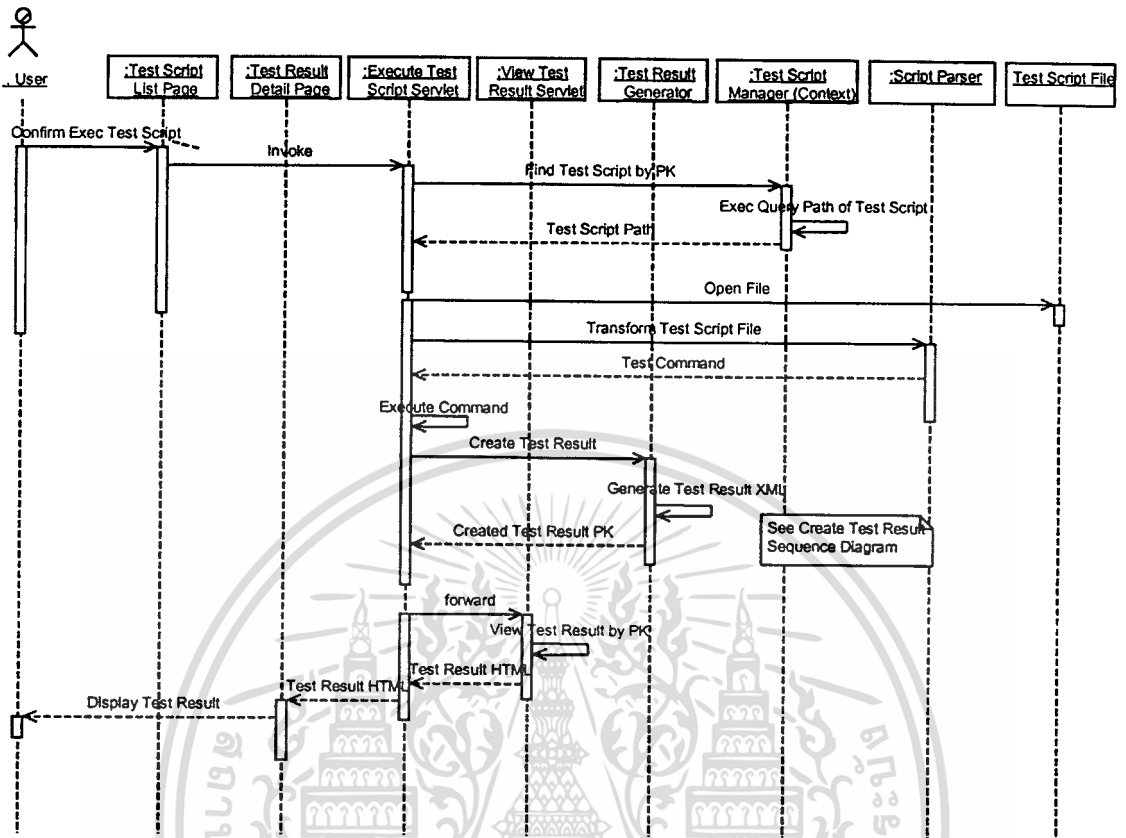 User
:Test Script
List Page
:Test Result
Detail Page
:Execute Test
Script Servlet
:View Test
Result Servlet
:Test Result
Generator
:Test Script
Manager (Context)
:Script Parser
Test Script File
Confirm Exec Test Script
Invoke
Find Test Script by PK
Exec Query Path of Test Script
Test Script Path
Open File
Transform Test Script File
Test Command
Execute Command
Create Test Result
Generate Test Result XML
See Create Test Result
Sequence Diagram
Created Test Result PK
forward
View Test Result by PK
Test Result HTML
Test Result HTML
Display Test Result